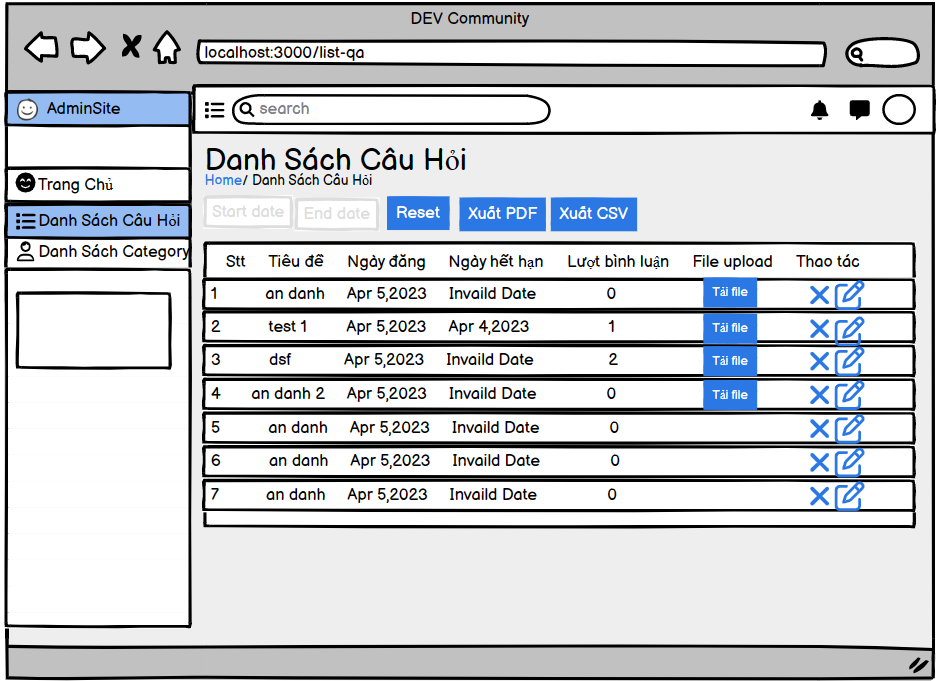 DEV Community
localhost:3000/list-qa
AdminSite
search
Trang Chủ
Danh Sách Câu Hỏi
Danh Sách Category
Danh Sách Câu Hỏi
Home/ Danh Sách Câu Hỏi
Start date End date Reset Xuất PDF Xuất CSV
Stt Tiêu đề Ngày đăng Ngày hết hạn Lượt bình luận File upload Thao tác
1 an danh Apr 5,2023 Invaild Date 0 Tải file
2 test 1 Apr 5,2023 Apr 4,2023 1 Tải file
3 dsf Apr 5,2023 Invaild Date 2 Tải file
4 an danh 2 Apr 5,2023 Invaild Date 0 Tải file
5 an danh Apr 5,2023 Invaild Date 0
6 an danh Apr 5,2023 Invaild Date 0
7 an danh Apr 5,2023 Invaild Date 0